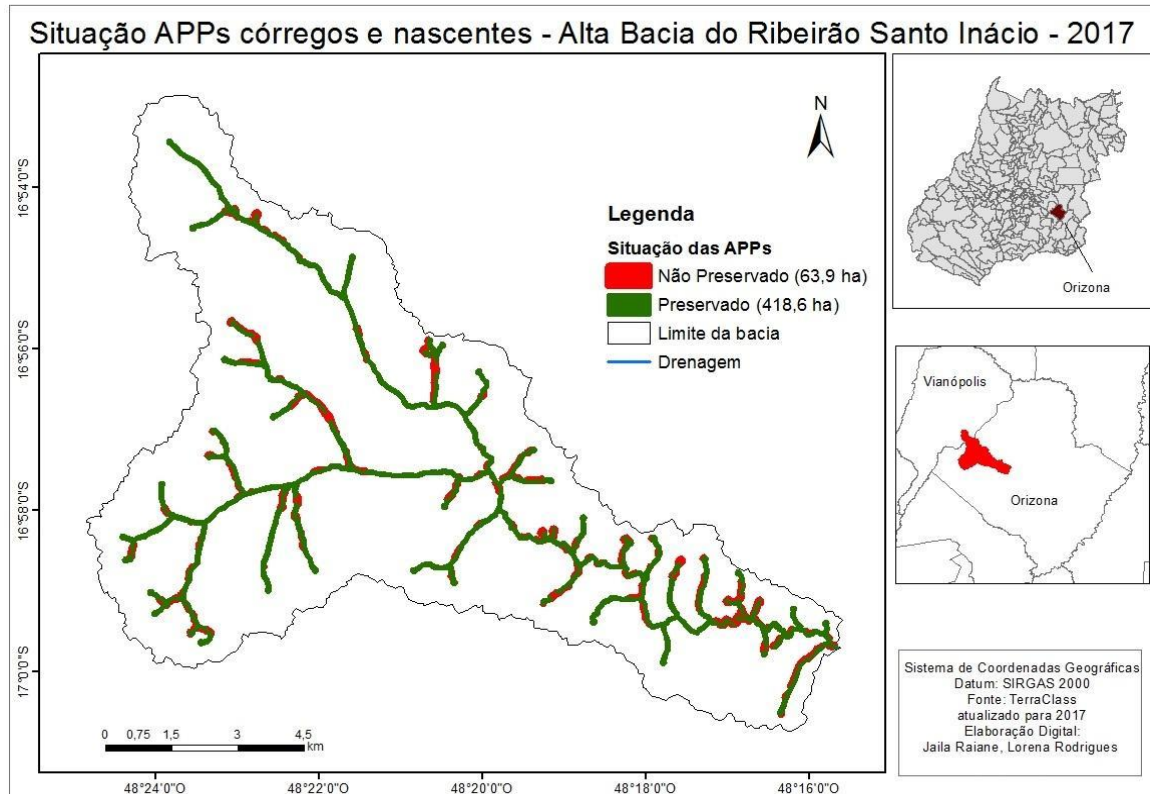 Situação APPs córregos e nascentes - Alta Bacia do Ribeirão Santo Inácio - 2017
N
16°54'0"S
16°56'0"S
16°58'0"S
17°0'0"S
Legenda
Situação das APPs
Não Preservado (63,9 ha)
Preservado (418,6 ha)
Limite da bacia
Drenagem
0 0,75 1,5 3 4,5
km
48°24'0"O 48°22'0"O 48°20'0"O 48°18'0"O 48°16'0"O
Orizona
Vianópolis
Orizona
Sistema de Coordenadas Geográficas
Datum: SIRGAS 2000
Fonte: TerraClass
atualizado para 2017
Elaboração Digital:
Jaila Raiane, Lorena Rodrigues